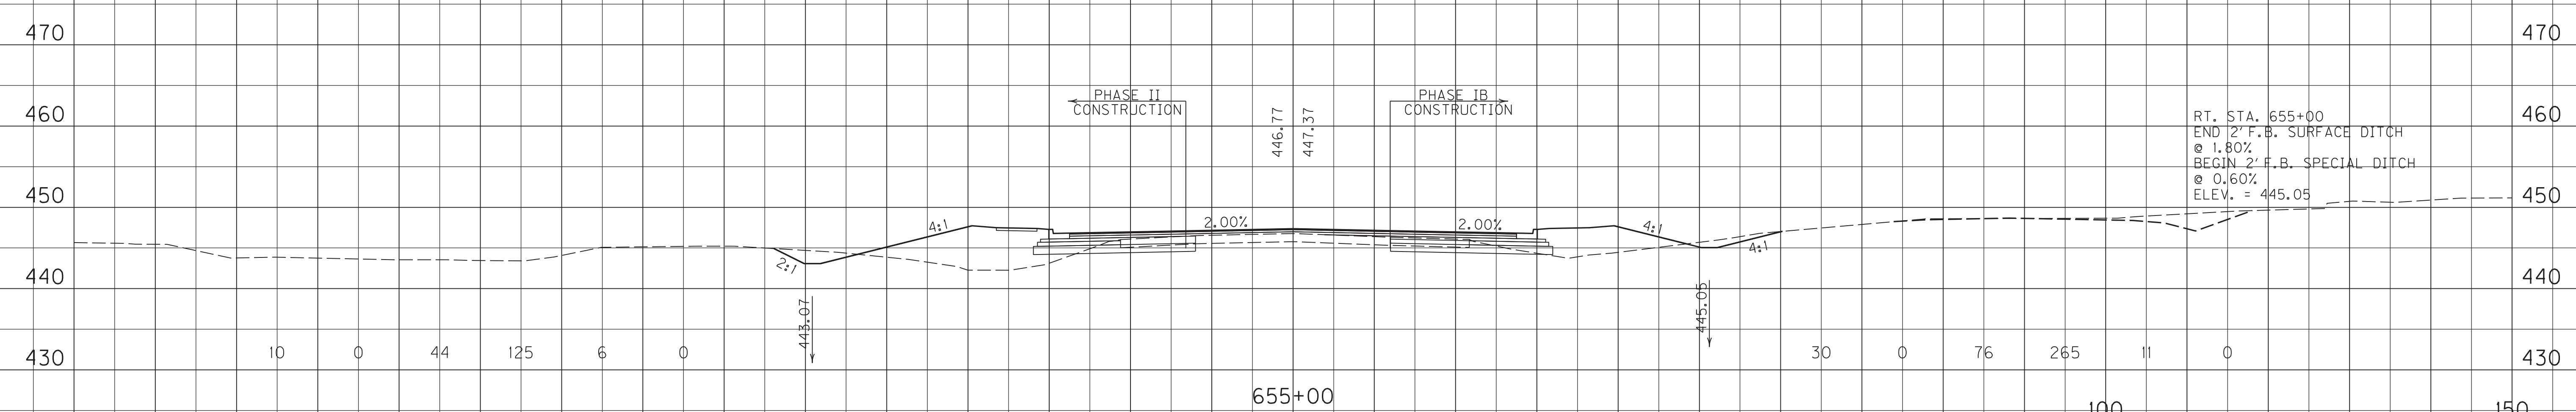 470
470
460
PHASE II
CONSTRUCTION
446.77
447.37
PHASE IB
CONSTRUCTION
RT. STA. 655+00
END 2' F.B. SURFACE DITCH
@ 1.80%
BEGIN 2' F.B. SPECIAL DITCH
@ 0.60%
ELEV. = 445.05
460
450
4:1
2.00%
2.00%
4:1
450
2:1
4:1
440
443.07
445.05
440
430
10 0 44 125 6 0
30 0 76 265 11 0
430
655+00
100
150